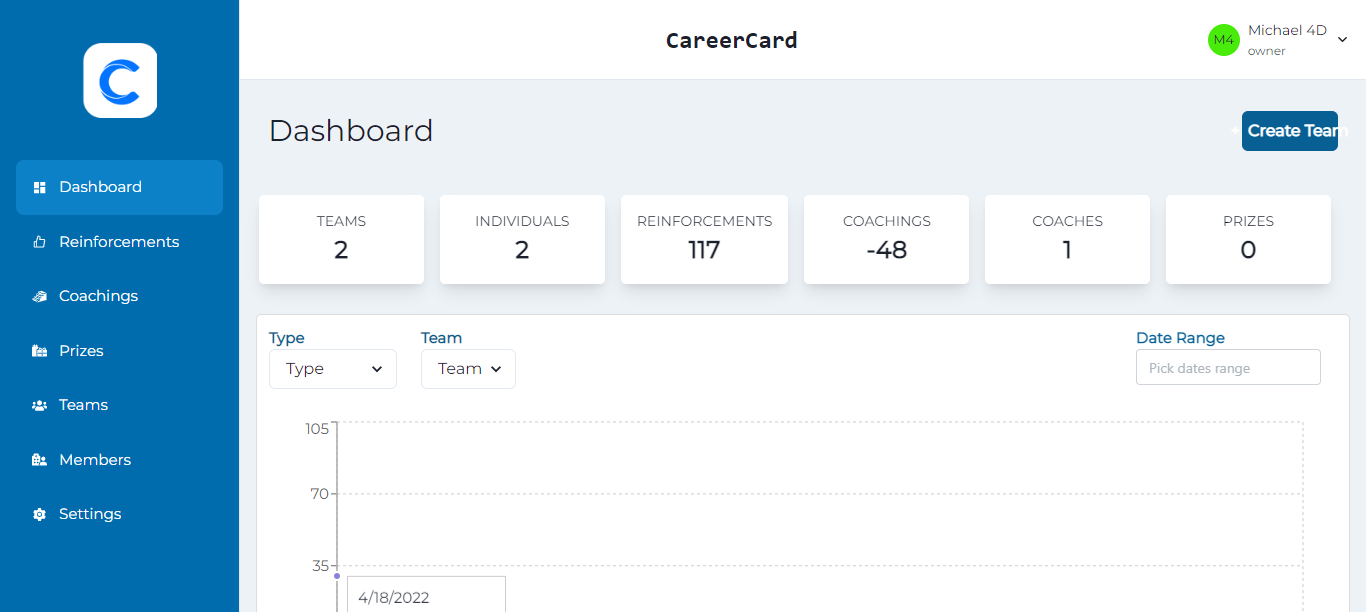 CareerCard
M4
Michael 4D
owner
Dashboard
Reinforcements
Coachings
Prizes
Teams
Members
Settings
Dashboard
+ Create Team
TEAMS
2
INDIVIDUALS
2
REINFORCEMENTS
117
COACHINGS
-48
COACHES
1
PRIZES
0
Type
Type
Team
Team
Date Range
Pick dates range
105
70
35
4/18/2022